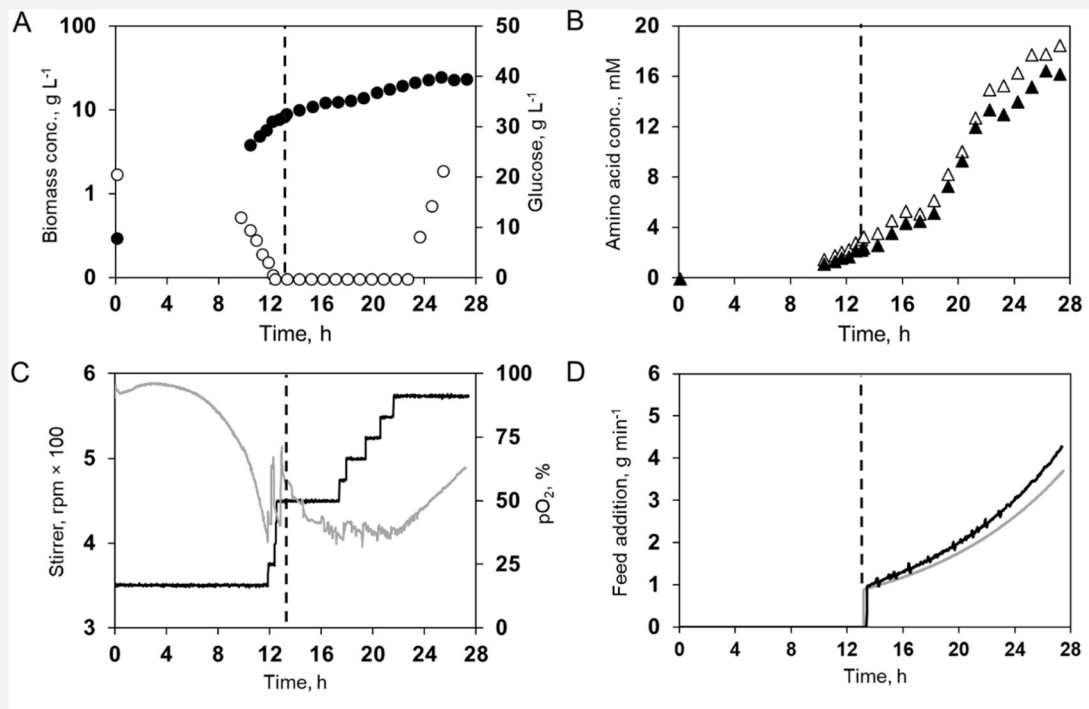 A
Biomass conc., g L-1
100
10
1
0
50
40
30
20
10
0
Glucose, g L-1
0 4 8 12 16 20 24 28
Time, h
B
Amino acid conc., mM
20
16
12
8
4
0
0 4 8 12 16 20 24 28
Time, h
C
Stirrer, rpm × 100
6
5
4
3
100
75
50
25
0
pO2, %
0 4 8 12 16 20 24 28
Time, h
D
Feed addition, g min-1
6
5
4
3
2
1
0
0 4 8 12 16 20 24 28
Time, h